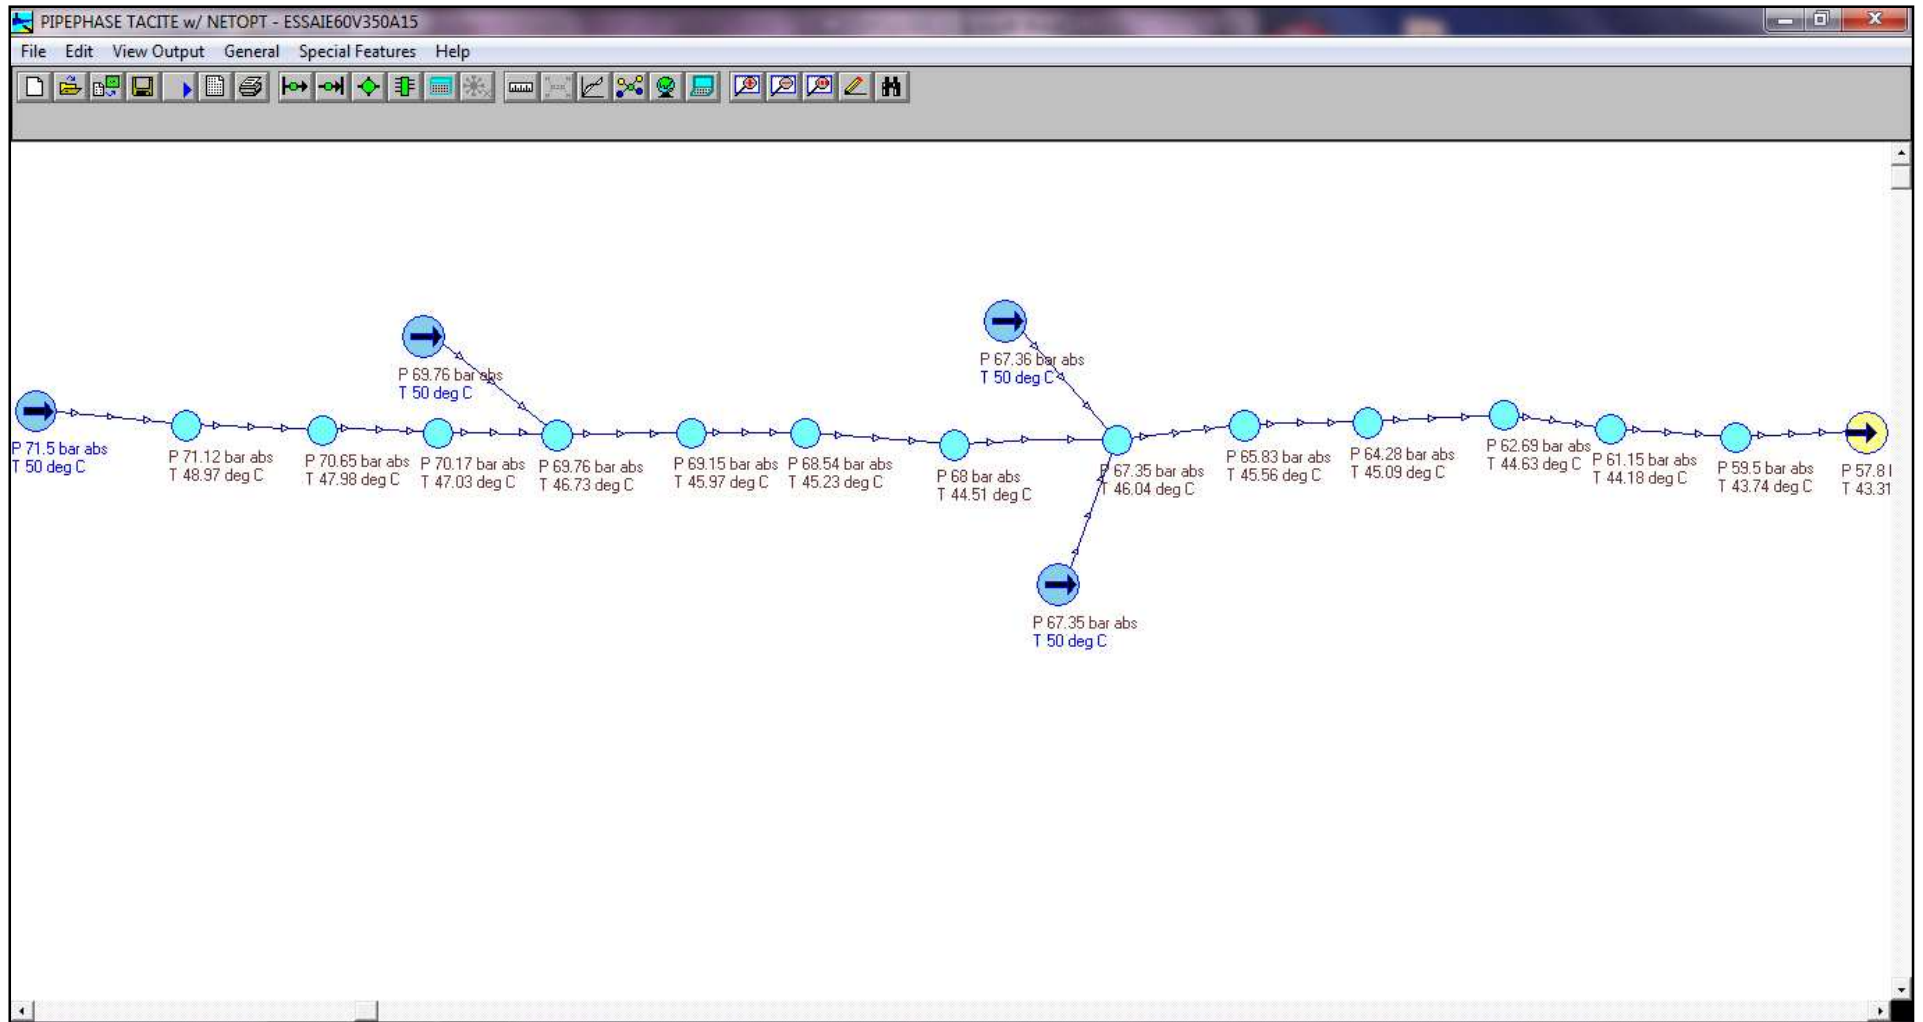 PIPEPHASE TACITE w/ NETOPT - ESSAIE60V350A15
File Edit View Output General Special Features Help
P 71.5 bar abs
T 50 deg C
P 71.12 bar abs
T 48.97 deg C
P 70.65 bar abs
T 47.98 deg C
P 70.17 bar abs
T 47.03 deg C
P 69.76 bar abs
T 50 deg C
P 69.76 bar abs
T 46.73 deg C
P 69.15 bar abs
T 45.97 deg C
P 68.54 bar abs
T 45.23 deg C
P 68 bar abs
T 44.51 deg C
P 67.36 bar abs
T 50 deg C
P 67.35 bar abs
T 46.04 deg C
P 67.35 bar abs
T 50 deg C
P 65.83 bar abs
T 45.56 deg C
P 64.28 bar abs
T 45.09 deg C
P 62.69 bar abs
T 44.63 deg C
P 61.15 bar abs
T 44.18 deg C
P 59.5 bar abs
T 43.74 deg C
P 57.8
T 43.31